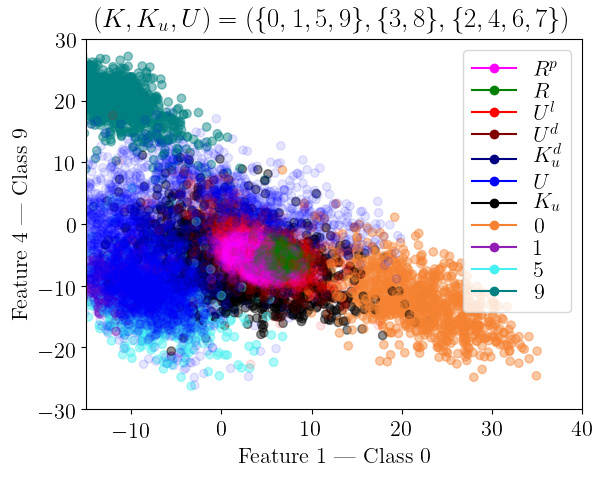 (K, K_u, U) = ({0, 1, 5, 9}, {3, 8}, {2, 4, 6, 7})
30
20
10
0
−10
−20
−30
Feature 4 — Class 9
R^p
R
U^l
U^d
K_u^d
U
K_u
0
1
5
9
−10
0
10
20
30
40
Feature 1 — Class 0